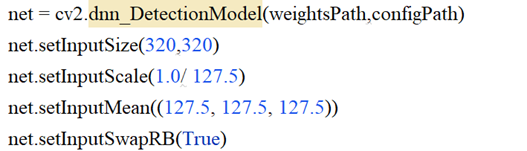 net = cv2.dnn_DetectionModel(weightsPath,configPath)
net.setInputSize(320,320)
net.setInputScale(1.0/ 127.5)
net.setInputMean((127.5, 127.5, 127.5))
net.setInputSwapRB(True)